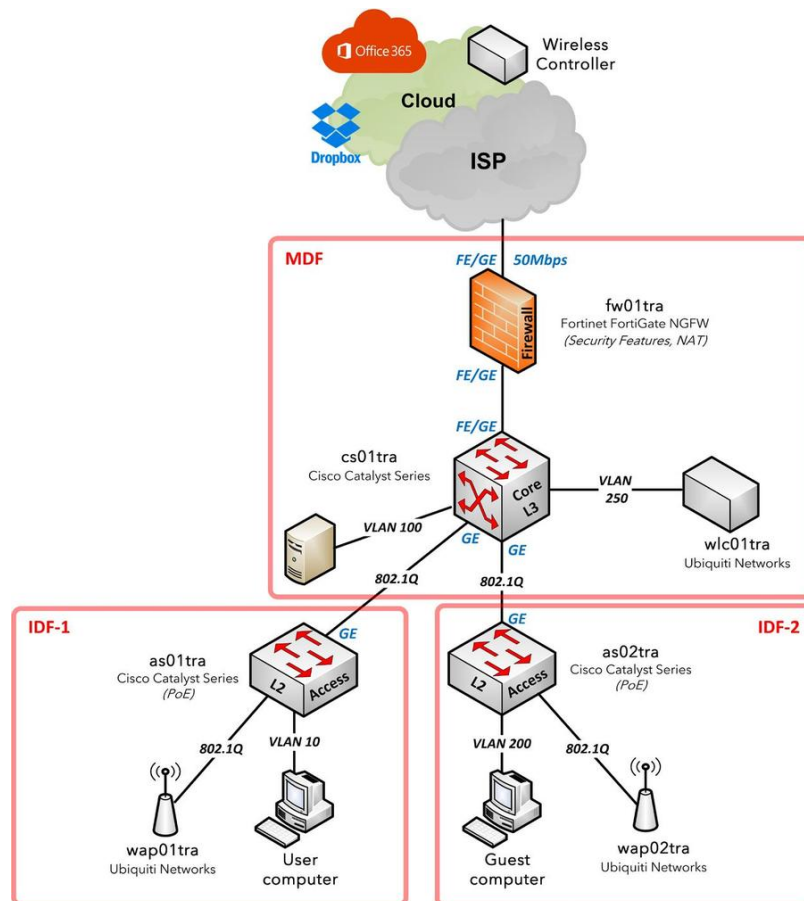 Office 365
Wireless
Controller
Cloud
Dropbox
ISP
MDF
FE/GE 50Mbps
Firewall
fw01tra
Fortinet FortiGate NGFW
(Security Features, NAT)
FE/GE
FE/GE
cs01tra
Cisco Catalyst Series
Core
L3
VLAN
250
wlc01tra
Ubiquiti Networks
VLAN 100
GE
GE
802.1Q
802.1Q
IDF-1
GE
as01tra
Cisco Catalyst Series
(PoE)
L2
Access
802.1Q
VLAN 10
wap01tra
Ubiquiti Networks
User
computer
IDF-2
GE
as02tra
Cisco Catalyst Series
(PoE)
L2
Access
VLAN 200
802.1Q
Guest
computer
wap02tra
Ubiquiti Networks